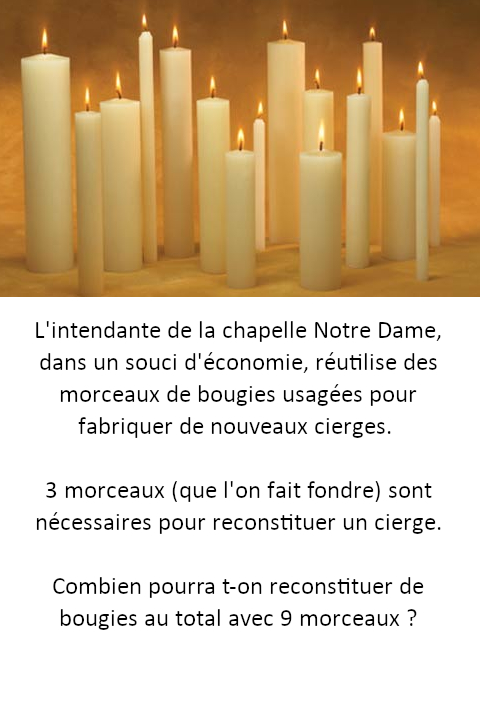 L'intendante de la chapelle Notre Dame,
dans un souci d'économie, réutilise des
morceaux de bougies usagées pour
fabriquer de nouveaux cierges.
3 morceaux (que l'on fait fondre) sont
nécessaires pour reconstituer un cierge.
Combien pourra t-on reconstituer de
bougies au total avec 9 morceaux ?